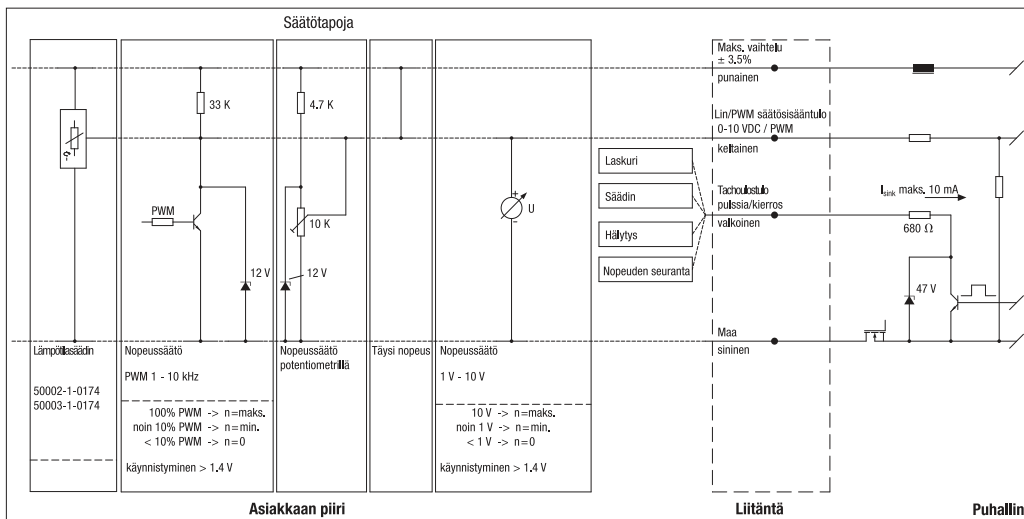 Säätötapoja
33 K
PWM
12 V
4.7 K
10 K
12 V
U
Laskuri
Säädin
Hälytys
Nopeuden seuranta
Maks. vaihtelu
± 3.5%
punainen
Lin/PWM säätösisääntulo
0-10 VDC / PWM
keltainen
Tachoulostulo
pulssia/kierros
valkoinen
Maa
sininen
Isink maks. 10 mA
680 Ω
47 V
Lämpötilasäädin
50002-1-0174
50003-1-0174
Nopeussäätö
PWM 1 - 10 kHz
100% PWM -> n=maks.
noin 10% PWM -> n=min.
< 10% PWM -> n=0
käynnistyminen > 1.4 V
Nopeussäätö
potentiometrillä
Täysi nopeus
Nopeussäätö
1 V - 10 V
10 V -> n=maks.
noin 1 V -> n=min.
< 1 V -> n=0
käynnistyminen > 1.4 V
Asiakkaan piiri
Liitäntä
Puhallin